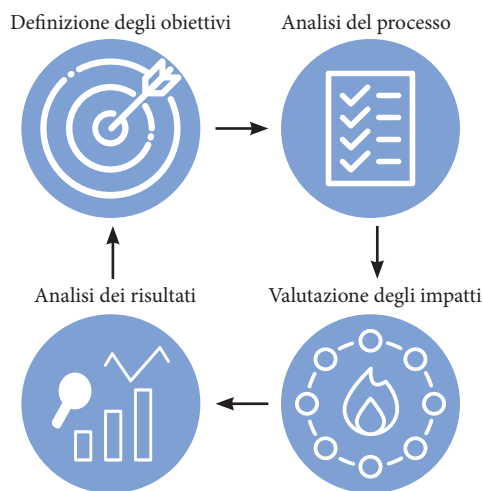 Definizione degli obiettivi
Analisi del processo
Analisi dei risultati
Valutazione degli impatti